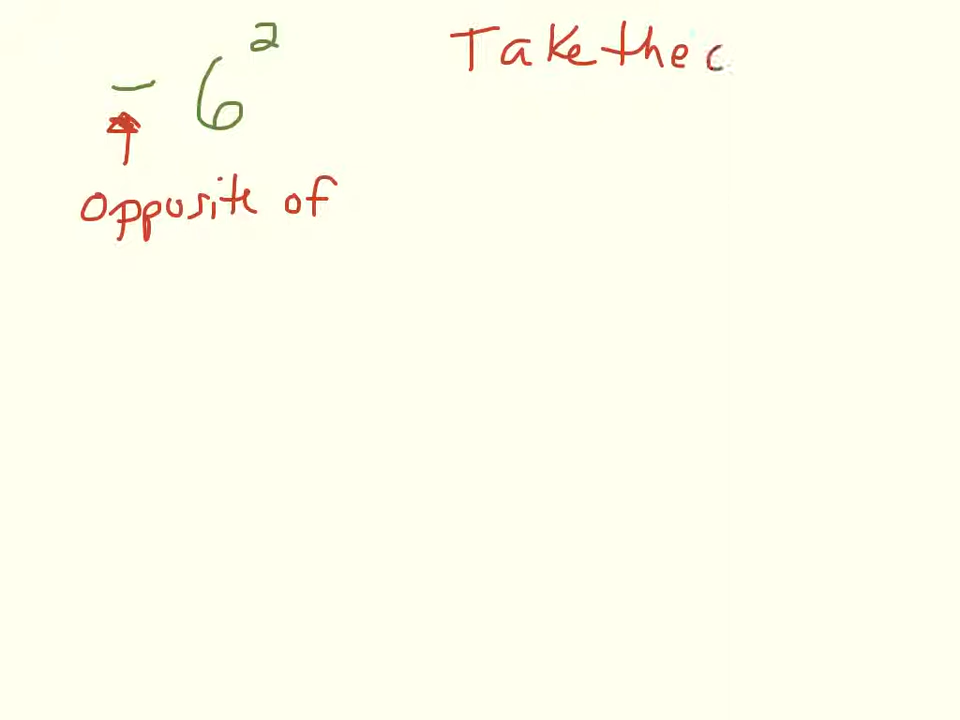 - 6²
Take the
opposite of